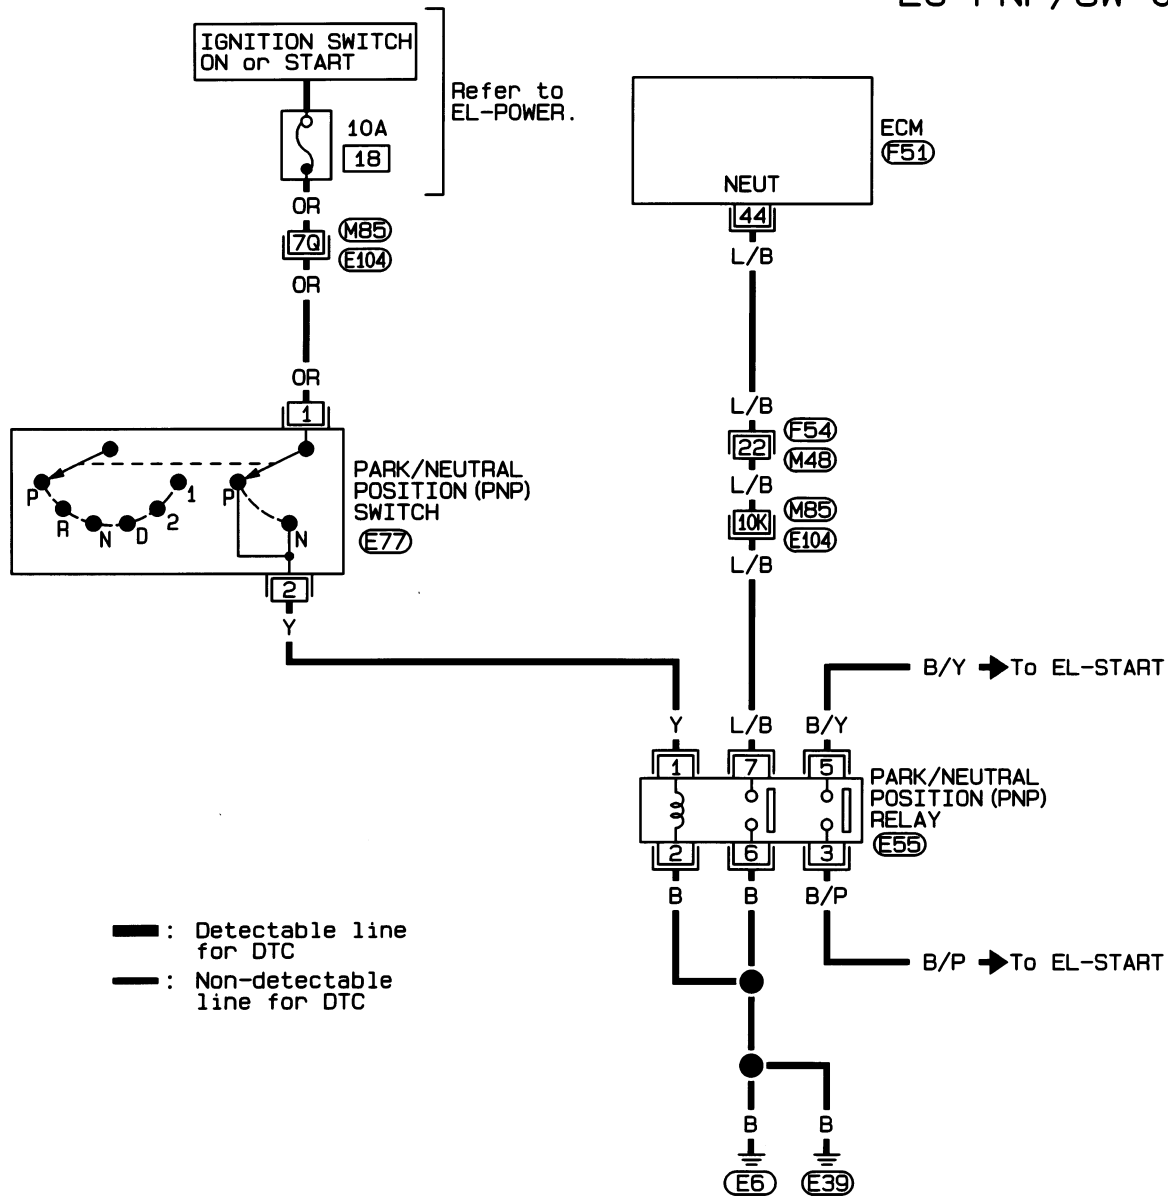 IGNITION SWITCH
ON or START
Refer to
EL-POWER.
10A
18
OR
7Q
M85
E104
OR
OR
1
P
R
N
D
2
1
P
N
PARK/NEUTRAL
POSITION (PNP)
SWITCH
E77
2
Y
ECM
F51
NEUT
44
L/B
L/B
22
F54
M48
L/B
10K
M85
E104
L/B
B/Y
To EL-START
Y
L/B
B/Y
1
7
5
PARK/NEUTRAL
POSITION (PNP)
RELAY
E55
2
6
3
B
B
B/P
B/P
To EL-START
: Detectable line
for DTC
: Non-detectable
line for DTC
B
B
E6
E39